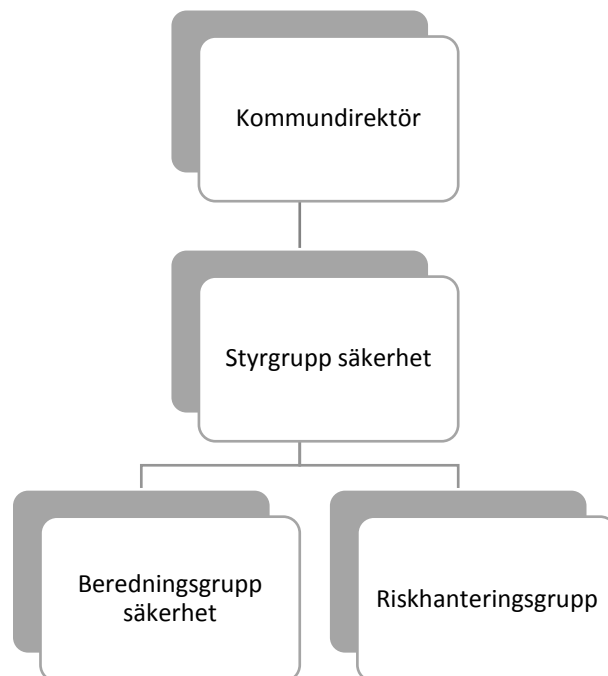 Kommundirektör
Styrgrupp säkerhet
Beredningsgrupp
säkerhet
Riskhanteringsgrupp